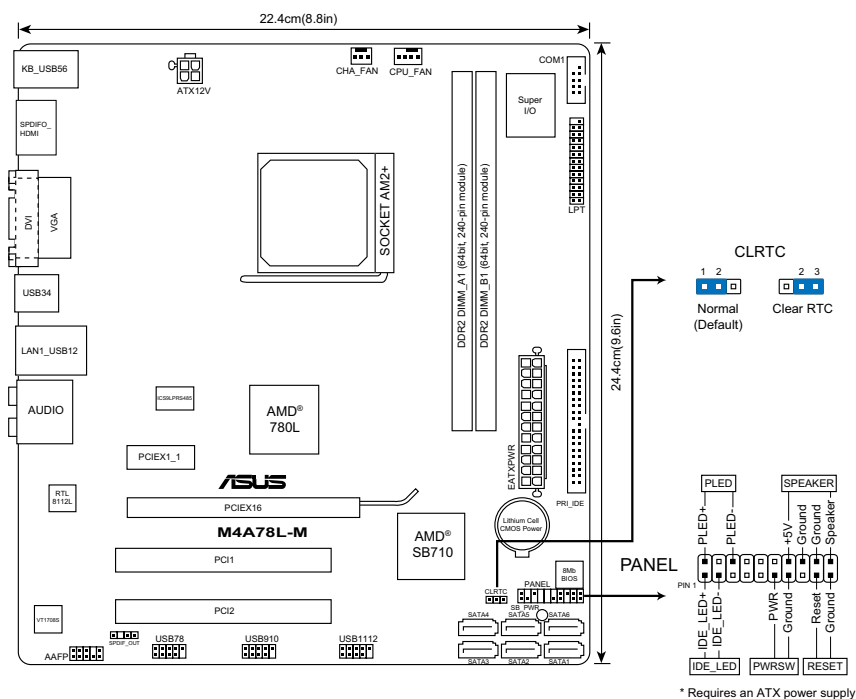 22.4cm(8.8in)
KB_USB56
ATX12V
CHA_FAN
CPU_FAN
COM1
SPDIFO_
HDMI
Super
I/O
LPT
DVI
VGA
SOCKET AM2+
DDR2 DIMM_A1 (64bit, 240-pin module)
DDR2 DIMM_B1 (64bit, 240-pin module)
24.4cm(9.6in)
CLRTC
1 2
2 3
Normal
(Default)
Clear RTC
USB34
LAN1_USB12
AUDIO
ICS9LPRS485
AMD®
780L
EATXPWR
PRI_IDE
PCIEX1_1
RTL
8112L
ASUS
PCIEX16
M4A78L-M
Lithium Cell
CMOS Power
AMD®
SB710
PCI1
8Mb
BIOS
CLRTC
PANEL
SB_PWR
PCI2
VT1708S
SPDIF_OUT
AAFP
USB78
USB910
USB1112
SATA4
SATA5
SATA6
SATA3
SATA2
SATA1
PLED
SPEAKER
PLED+
PLED-
+5V
Ground
Ground
Speaker
PANEL
PIN 1
IDE_LED+
IDE_LED-
PWR
Ground
Reset
Ground
IDE_LED
PWRSW
RESET
* Requires an ATX power supply